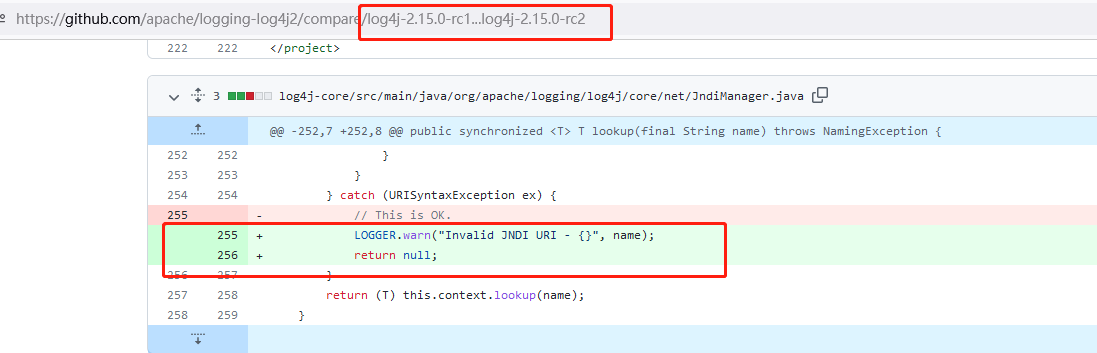 https://github.com/apache/logging-log4j2/compare/log4j-2.15.0-rc1...log4j-2.15.0-rc2
222 222 </project>
3 log4j-core/src/main/java/org/apache/logging/log4j/core/net/JndiManager.java
@@ -252,7 +252,8 @@ public synchronized <T> T lookup(final String name) throws NamingException {
252 252 }
253 253 }
254 254 } catch (URISyntaxException ex) {
255 - // This is OK.
255 + LOGGER.warn("Invalid JNDI URI - {}", name);
256 + return null;
256 257 }
257 258 return (T) this.context.lookup(name);
258 259 }